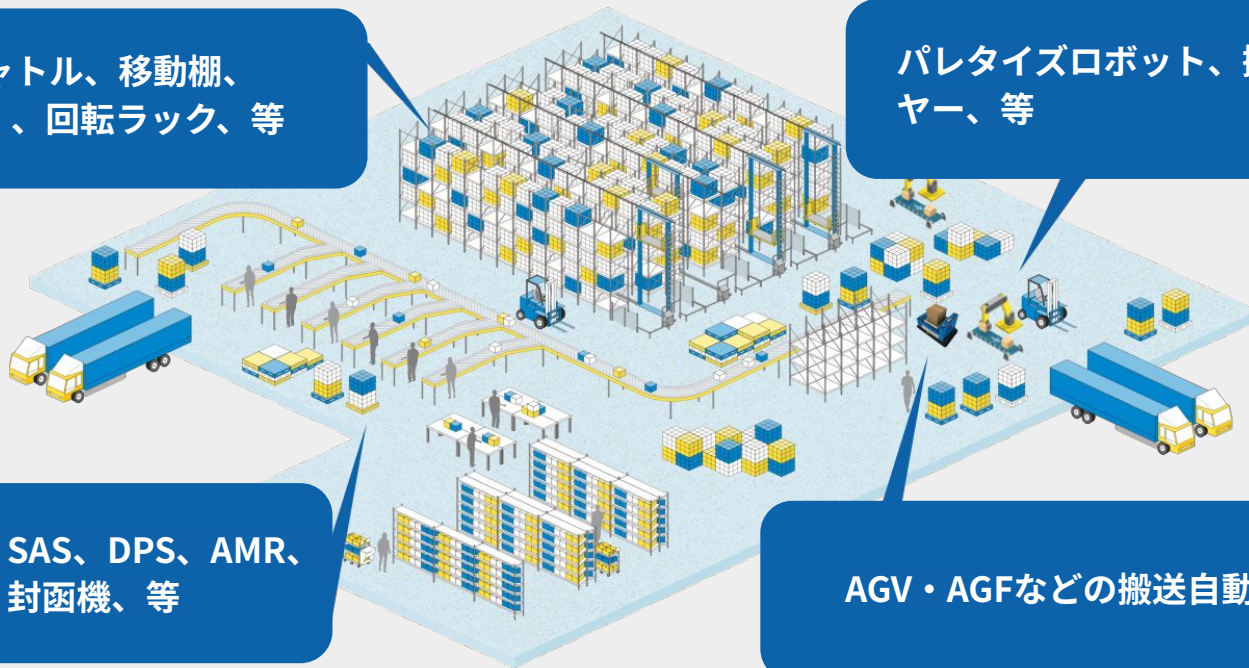 ャトル、移動棚、
、回転ラック、等
パレタイズロボット、
ヤー、等
SAS、DPS、AMR、
封函機、等
AGV・AGFなどの搬送自動